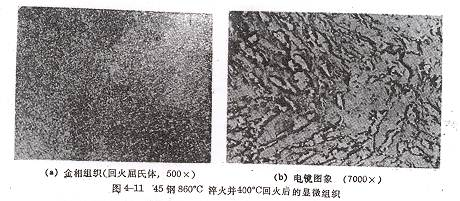 (a) 金相组织(回火屈氏体, 500×)
(b) 电镜图象 (7000×)
图 4-11 45 钢 860°C 淬火并400°C回火后的显微组织